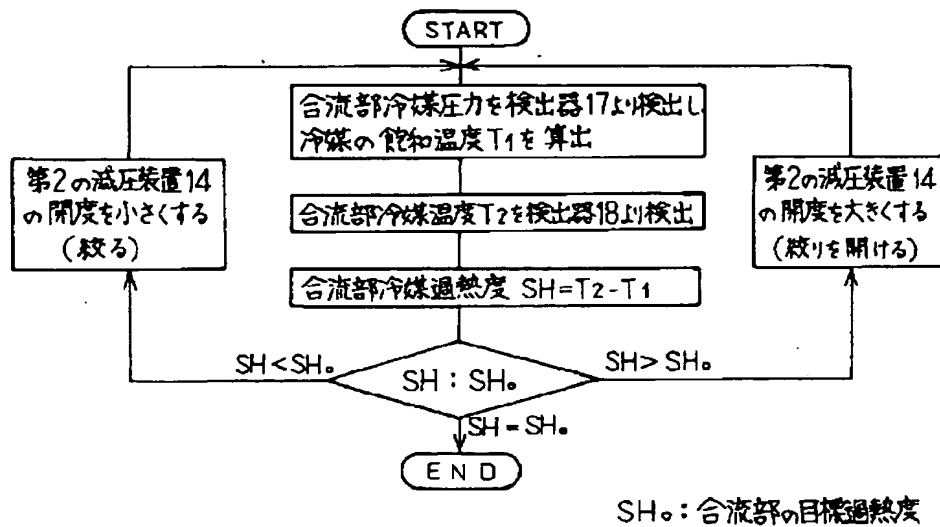 START
合流部冷媒圧力を検出器17より検出し
冷媒の飽和温度T1を算出
第2の減圧装置14
の開度を小さくする
(絞る)
合流部冷媒温度T2を検出器18より検出
第2の減圧装置14
の開度を大きくする
(絞りを開ける)
合流部冷媒過熱度 SH=T2-T1
SH<SH。
SH:SH。
SH>SH。
SH=SH。
END
SH。:合流部の目標過熱度